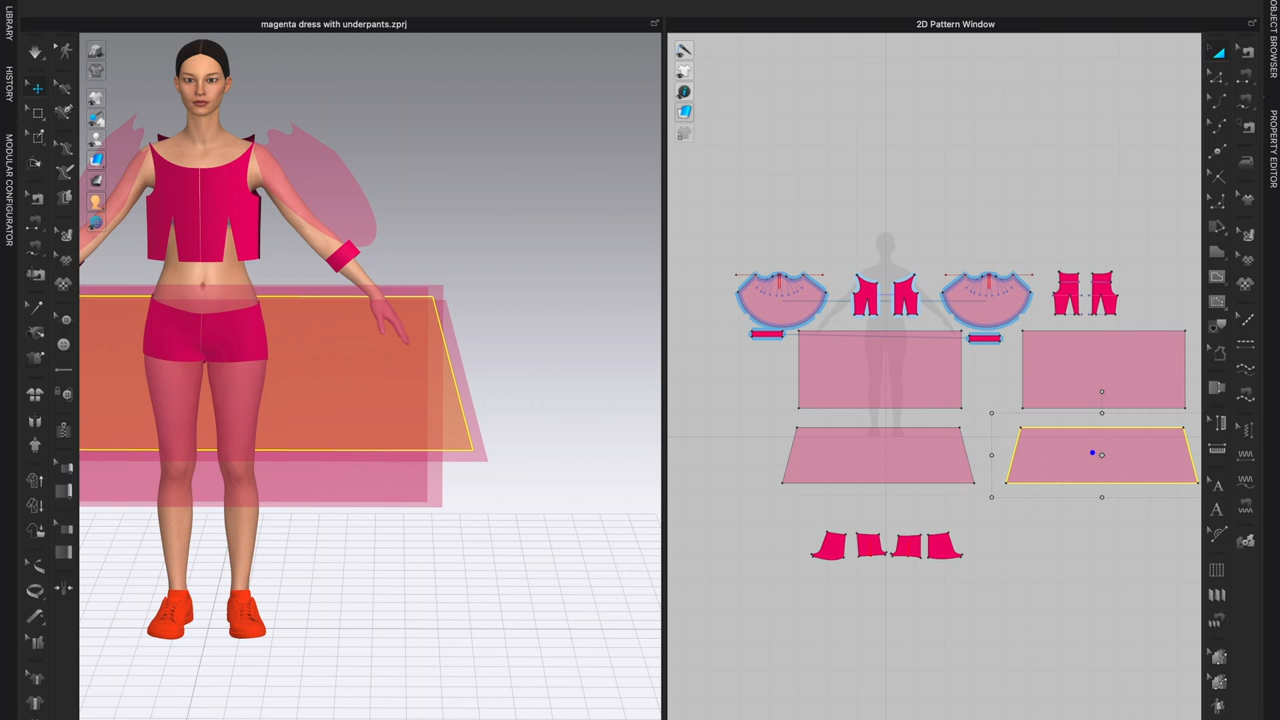 magenta dress with underpants.zprj
2D Pattern Window
LIBRARY
HISTORY
MODULAR CONFIGURATOR
OBJECT BROWSER
PROPERTY EDITOR
A
A